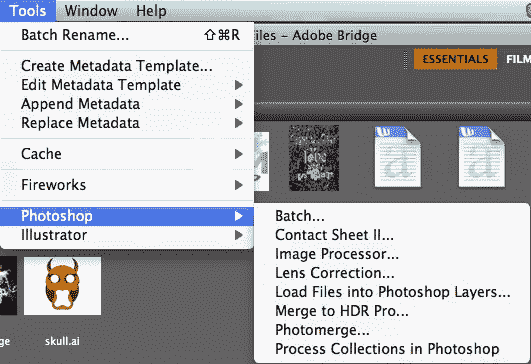 Tools Window Help
Batch Rename... ⇧⌘R
iles – Adobe Bridge
Create Metadata Template...
Edit Metadata Template
Append Metadata
Replace Metadata
Cache
Fireworks
Photoshop
Illustrator
ESSENTIALS FILM
Batch...
Contact Sheet II...
Image Processor...
Lens Correction...
Load Files into Photoshop Layers...
Merge to HDR Pro...
Photomerge...
Process Collections in Photoshop
ge skull.ai